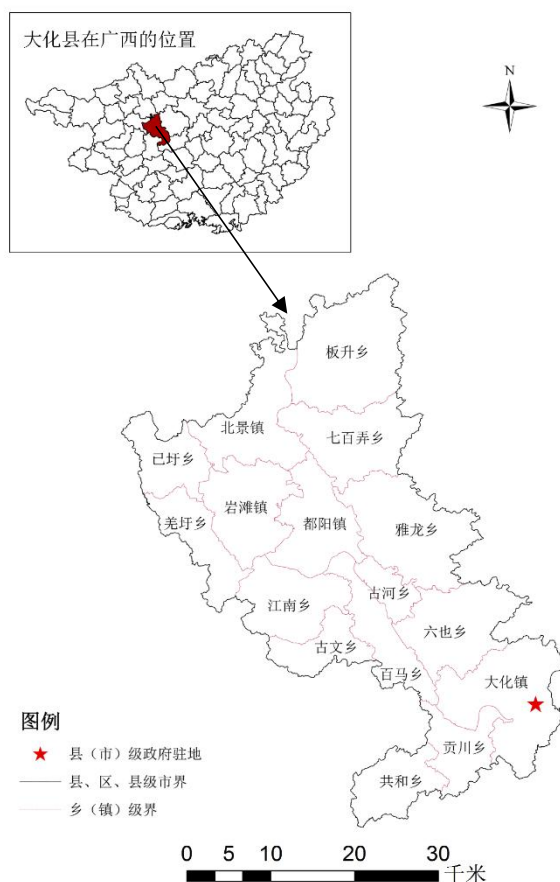 大化县在广西的位置
N
板升乡
北景镇
七百弄乡
已圩乡
岩滩镇
羌圩乡
都阳镇
雅龙乡
古河乡
江南乡
六也乡
古文乡
百马乡
大化镇
贡川乡
共和乡
图例
县（市）级政府驻地
县、区、县级市界
乡（镇）级界
0 5 10 20 30
千米